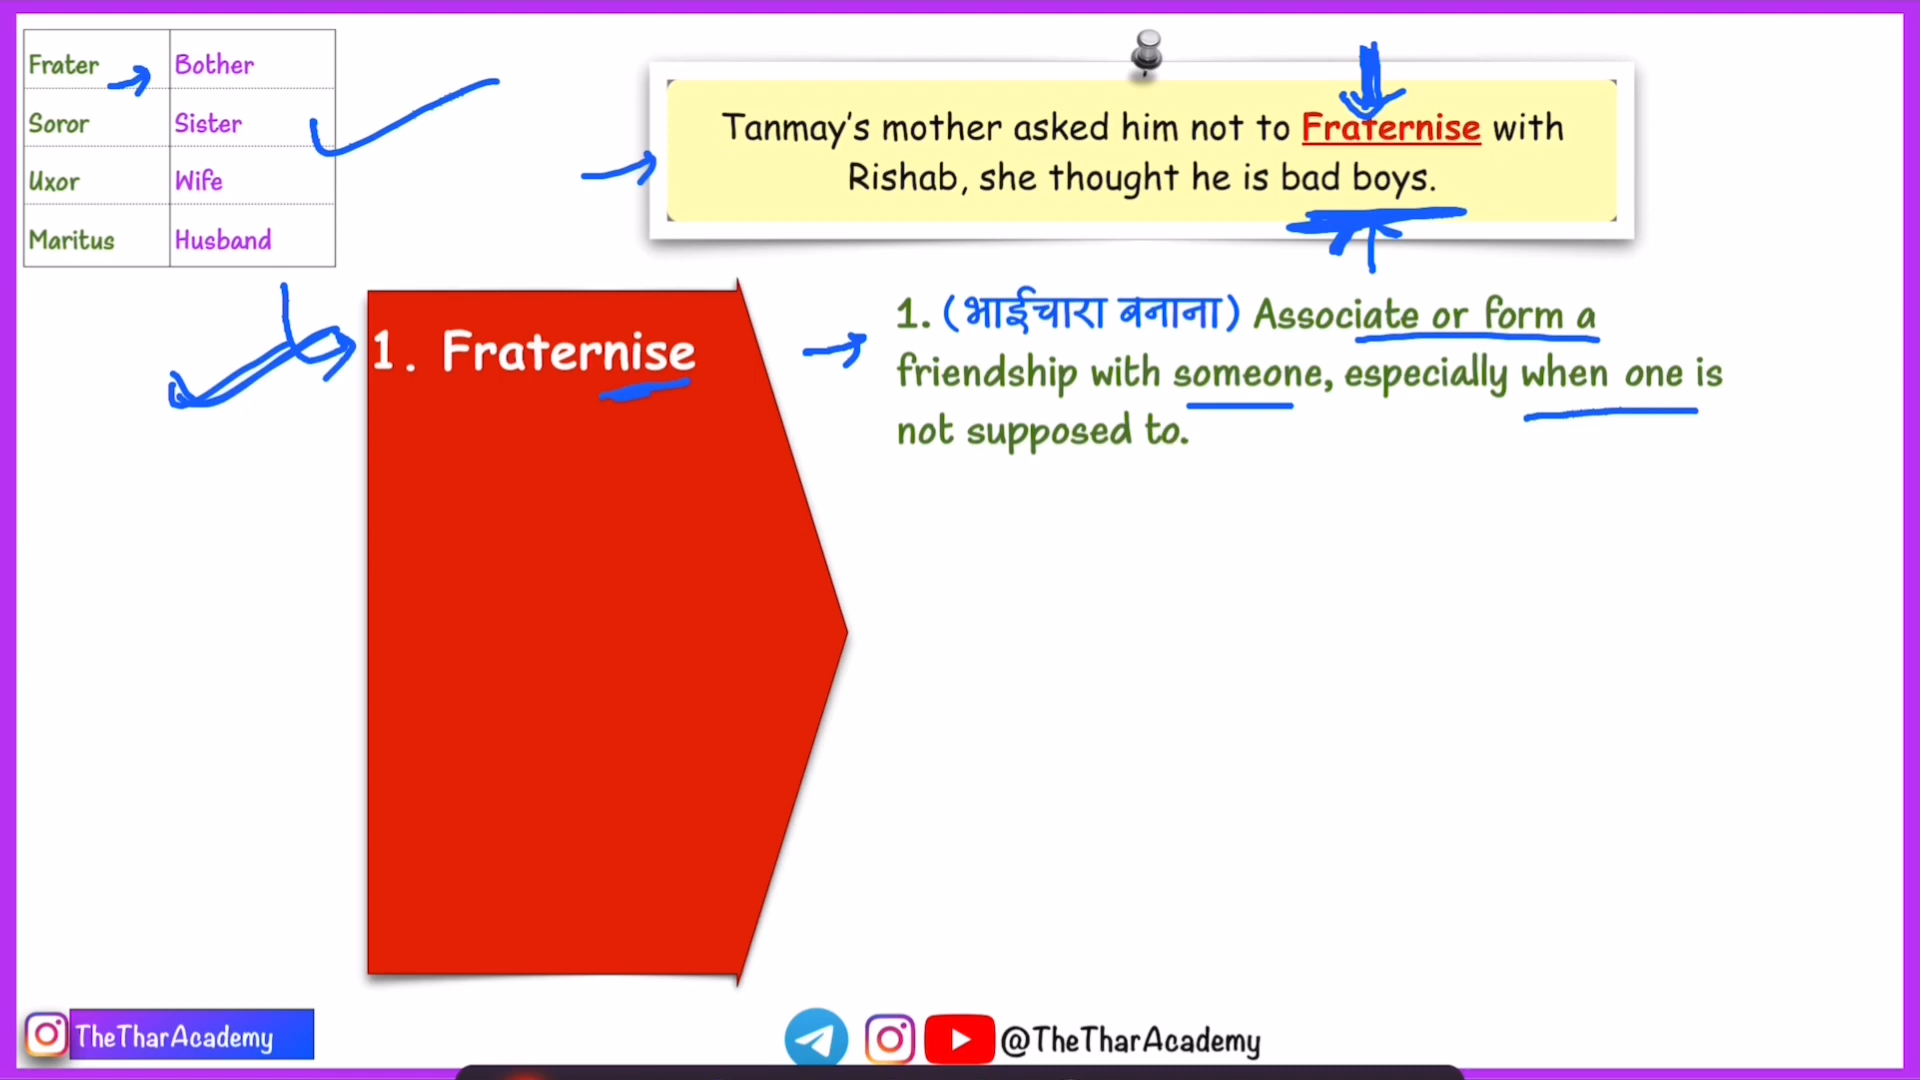 Frater Bother
Soror Sister
Uxor Wife
Maritus Husband
Tanmay's mother asked him not to Fraternise with
Rishab, she thought he is bad boys.
1. Fraternise
1. (भाईचारा बनाना) Associate or form a
friendship with someone, especially when one is
not supposed to.
TheTharAcademy
@TheTharAcademy